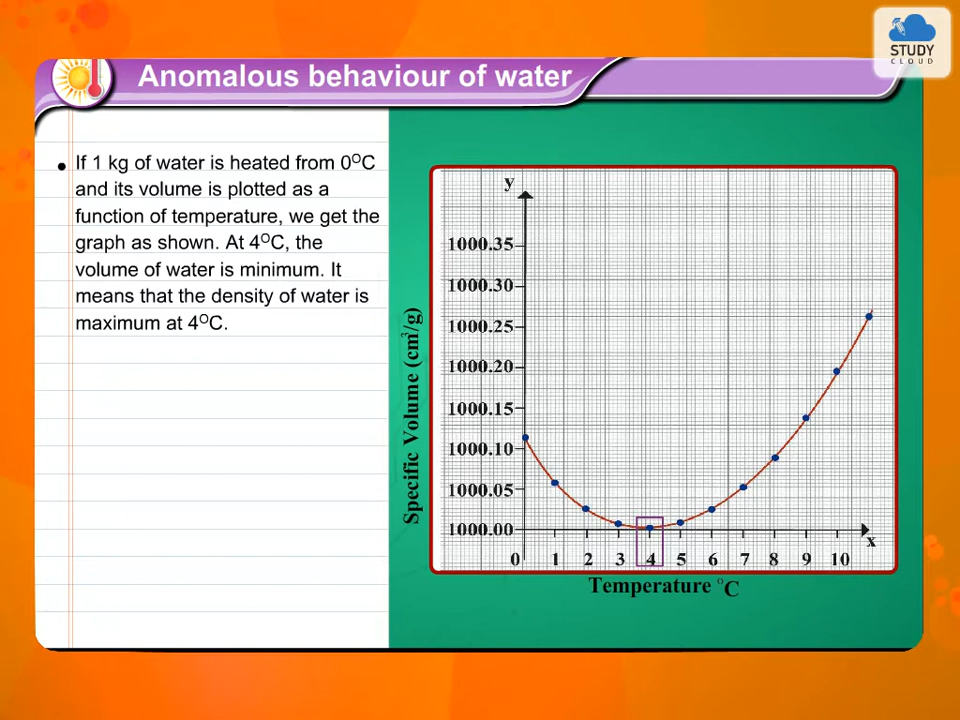 STUDY
CLOUD
Anomalous behaviour of water
• If 1 kg of water is heated from 0ᴼC
and its volume is plotted as a
function of temperature, we get the
graph as shown. At 4ᴼC, the
volume of water is minimum. It
means that the density of water is
maximum at 4ᴼC.
y
1000.35
1000.30
1000.25
1000.20
1000.15
1000.10
1000.05
1000.00
Specific Volume (cm³/g)
0 1 2 3 4 5 6 7 8 9 10
x
Temperature °C